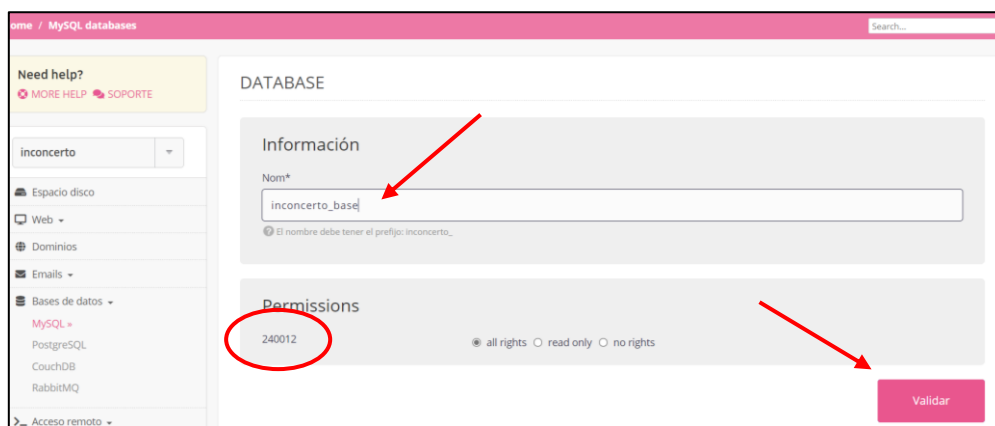 ome / MySQL databases
Search...
Need help?
MORE HELP SOPORTE
inconcerto
Espacio disco
Web
Dominios
Emails
Bases de datos
MySQL »
PostgreSQL
CouchDB
RabbitMQ
>_ Acceso remoto
DATABASE
Información
Nom*
inconcerto_base
El nombre debe tener el prefijo: inconcerto_
Permissions
240012
all rights read only no rights
Validar